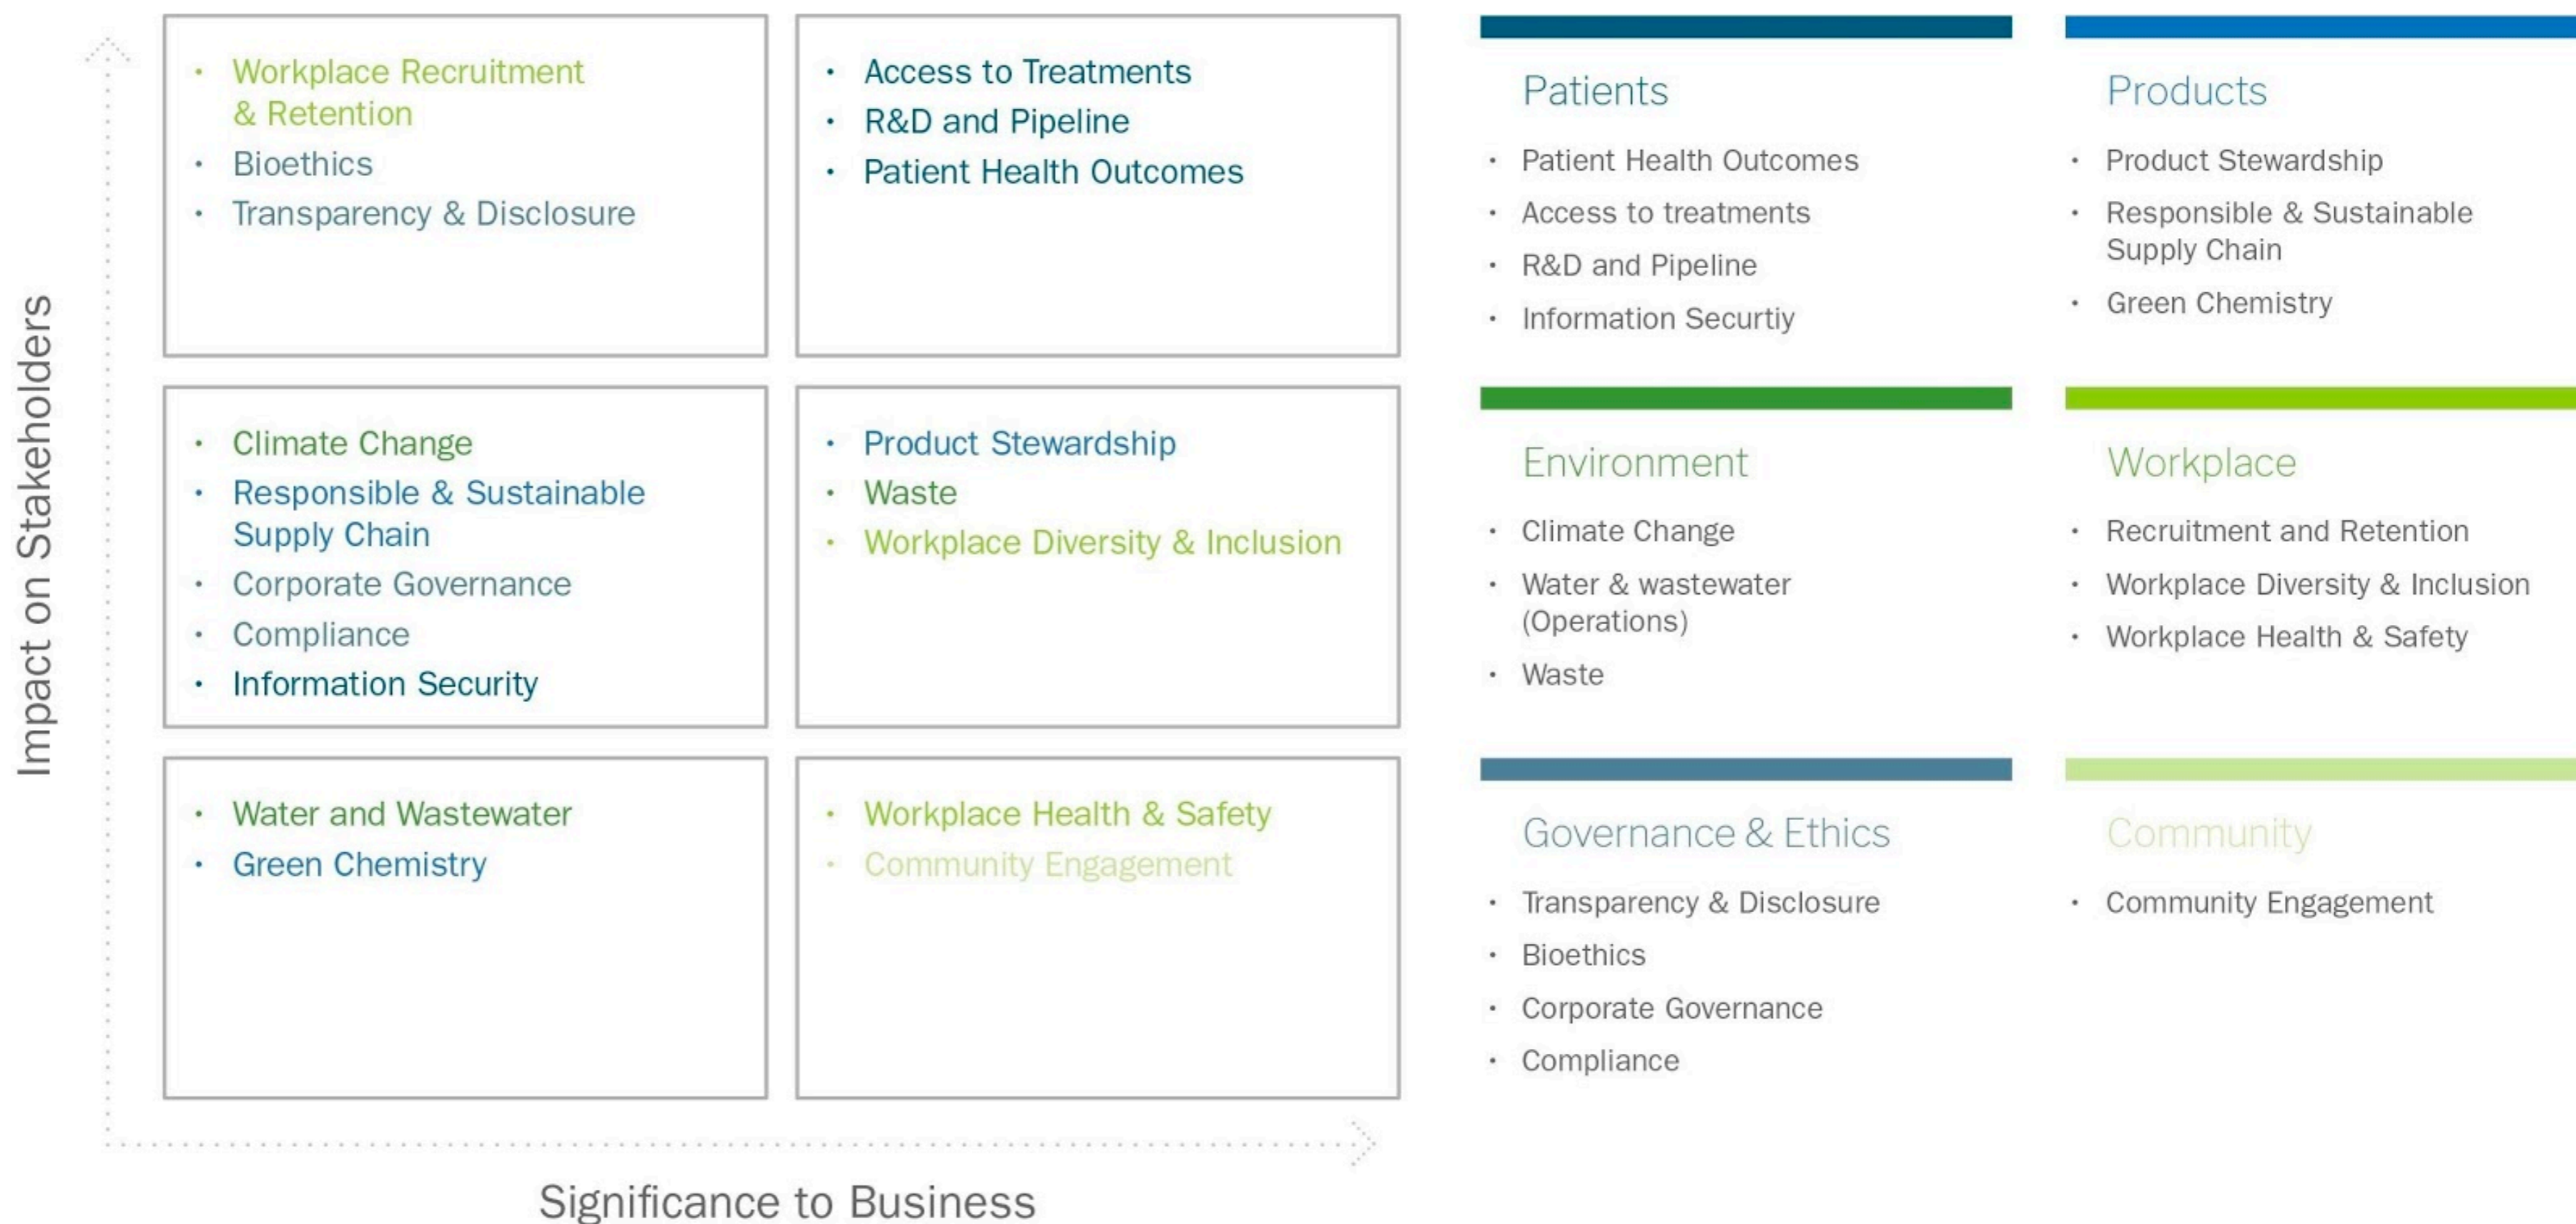 Impact on Stakeholders
· Workplace Recruitment
& Retention
· Bioethics
· Transparency & Disclosure
· Access to Treatments
· R&D and Pipeline
· Patient Health Outcomes
· Climate Change
· Responsible & Sustainable
Supply Chain
· Corporate Governance
· Compliance
· Information Security
· Product Stewardship
· Waste
· Workplace Diversity & Inclusion
· Water and Wastewater
· Green Chemistry
· Workplace Health & Safety
· Community Engagement
Significance to Business
Patients
· Patient Health Outcomes
· Access to treatments
· R&D and Pipeline
· Information Securtiy
Products
· Product Stewardship
· Responsible & Sustainable
Supply Chain
· Green Chemistry
Environment
· Climate Change
· Water & wastewater
(Operations)
· Waste
Workplace
· Recruitment and Retention
· Workplace Diversity & Inclusion
· Workplace Health & Safety
Governance & Ethics
· Transparency & Disclosure
· Bioethics
· Corporate Governance
· Compliance
Community
· Community Engagement